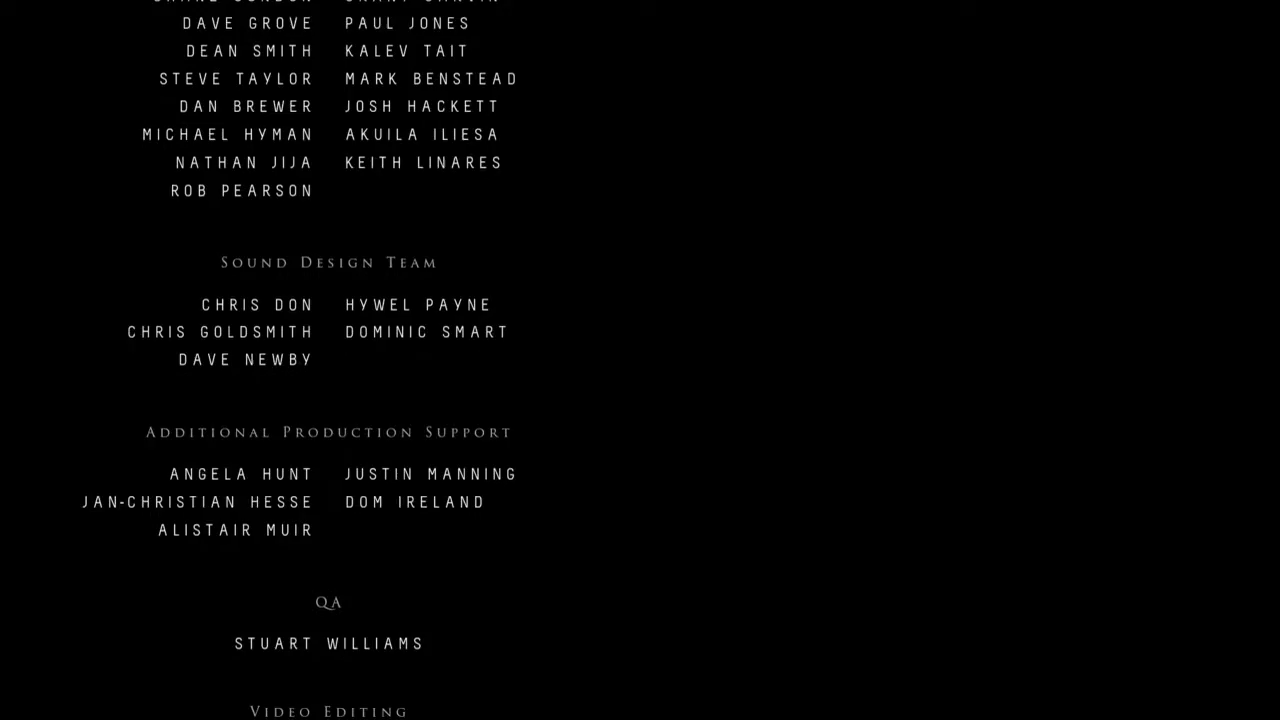 DAVE GROVE PAUL JONES
DEAN SMITH KALEV TAIT
STEVE TAYLOR MARK BENSTEAD
DAN BREWER JOSH HACKETT
MICHAEL HYMAN AKUILA ILIESA
NATHAN JIJA KEITH LINARES
ROB PEARSON
Sound Design Team
CHRIS DON HYWEL PAYNE
CHRIS GOLDSMITH DOMINIC SMART
DAVE NEWBY
Additional Production Support
ANGELA HUNT JUSTIN MANNING
JAN-CHRISTIAN HESSE DOM IRELAND
ALISTAIR MUIR
QA
STUART WILLIAMS
Video Editing